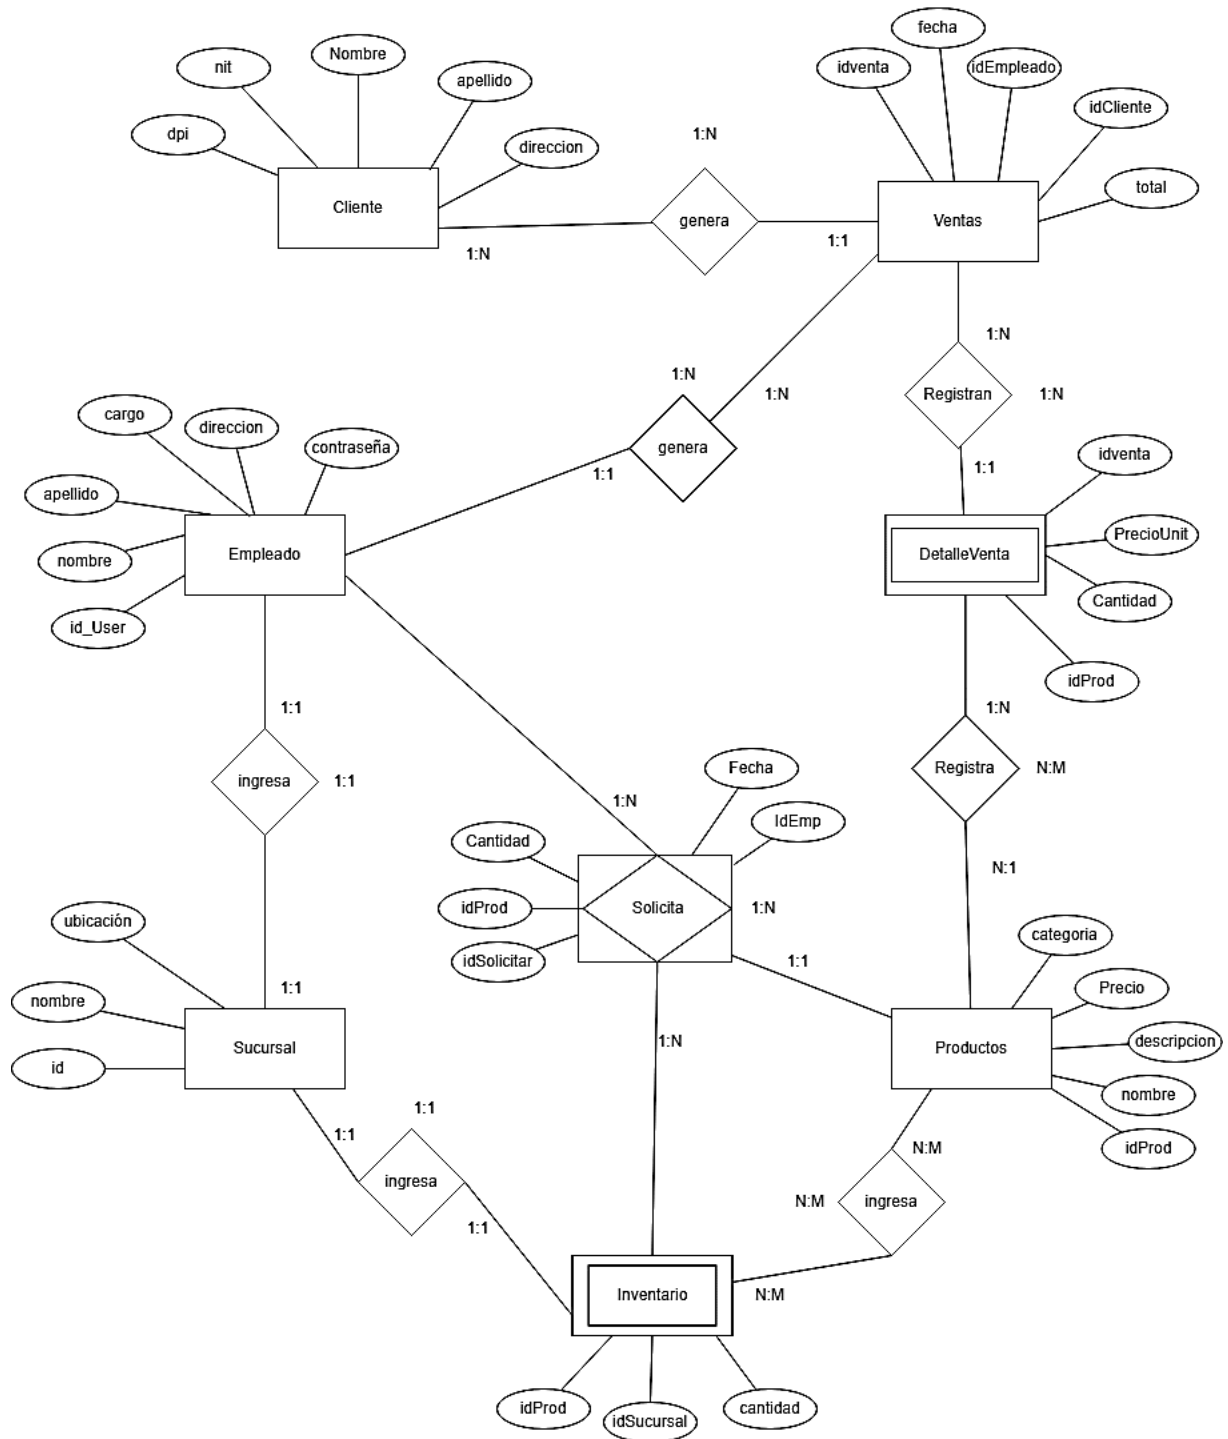 fecha
Nombre
nit
apellido
idventa
idEmpleado
idCliente
dpi
1:N
direccion
total
Cliente
genera
Ventas
1:N
1:1
1:N
1:N
1:N
Registran
1:N
cargo
direccion
contraseña
genera
idventa
1:1
1:1
apellido
PrecioUnit
nombre
Empleado
DetalleVenta
Cantidad
id_User
idProd
1:1
1:N
ingresa
1:1
Fecha
Registra
N:M
1:N
IdEmp
Cantidad
N:1
idProd
Solicita
1:N
ubicación
categoria
idSolicitar
1:1
nombre
1:1
Precio
Sucursal
1:N
Productos
descripcion
id
nombre
1:1
1:1
N:M
idProd
ingresa
N:M
ingresa
1:1
Inventario
N:M
idProd
idSucursal
cantidad